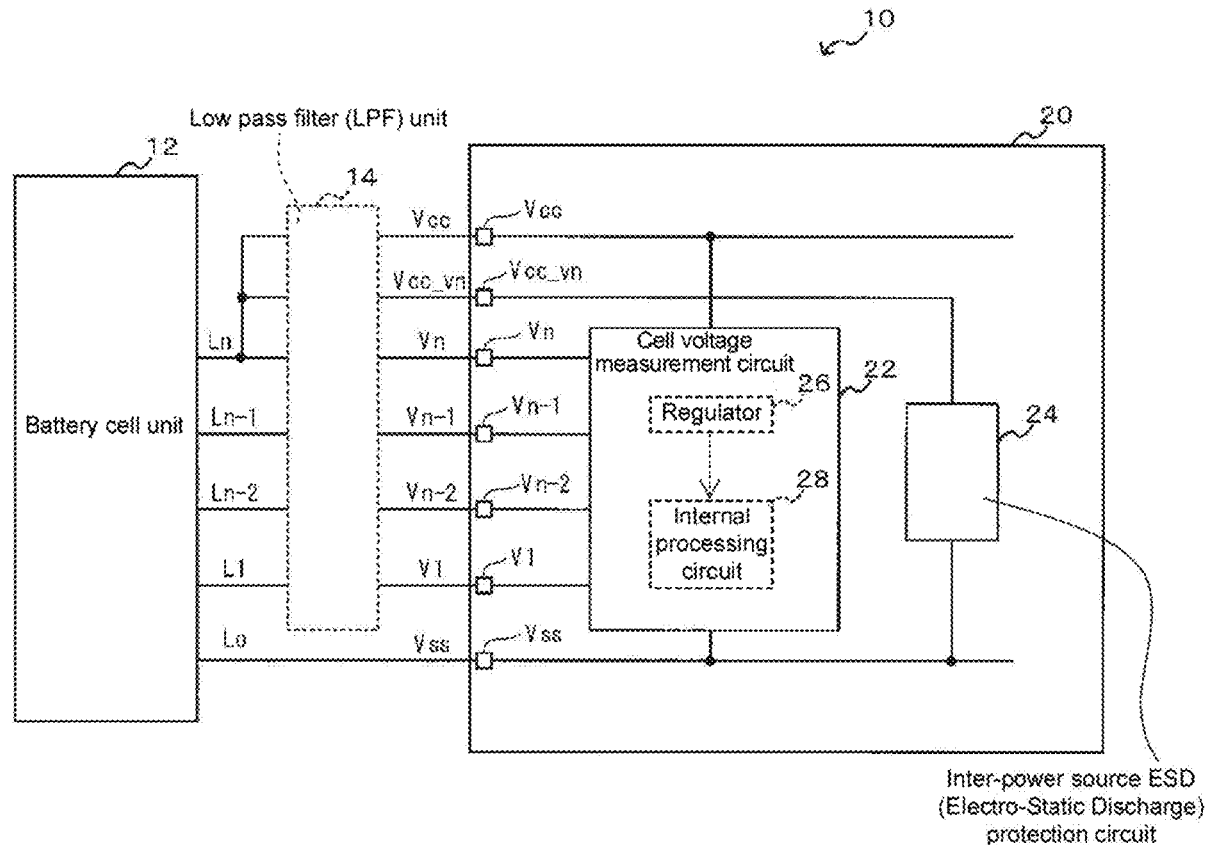 10
Low pass filter (LPF) unit
12
20
14
Vcc
Vcc
Vcc_vn
Vcc_vn
Ln
Vn
Vn
Cell voltage
measurement circuit
22
26
Regulator
Battery cell unit
Ln-1
Vn-1
Vn-1
24
Ln-2
Vn-2
Vn-2
28
Internal
processing
circuit
L1
V1
V1
Lo
Vss
Vss
Inter-power source ESD
(Electro-Static Discharge)
protection circuit